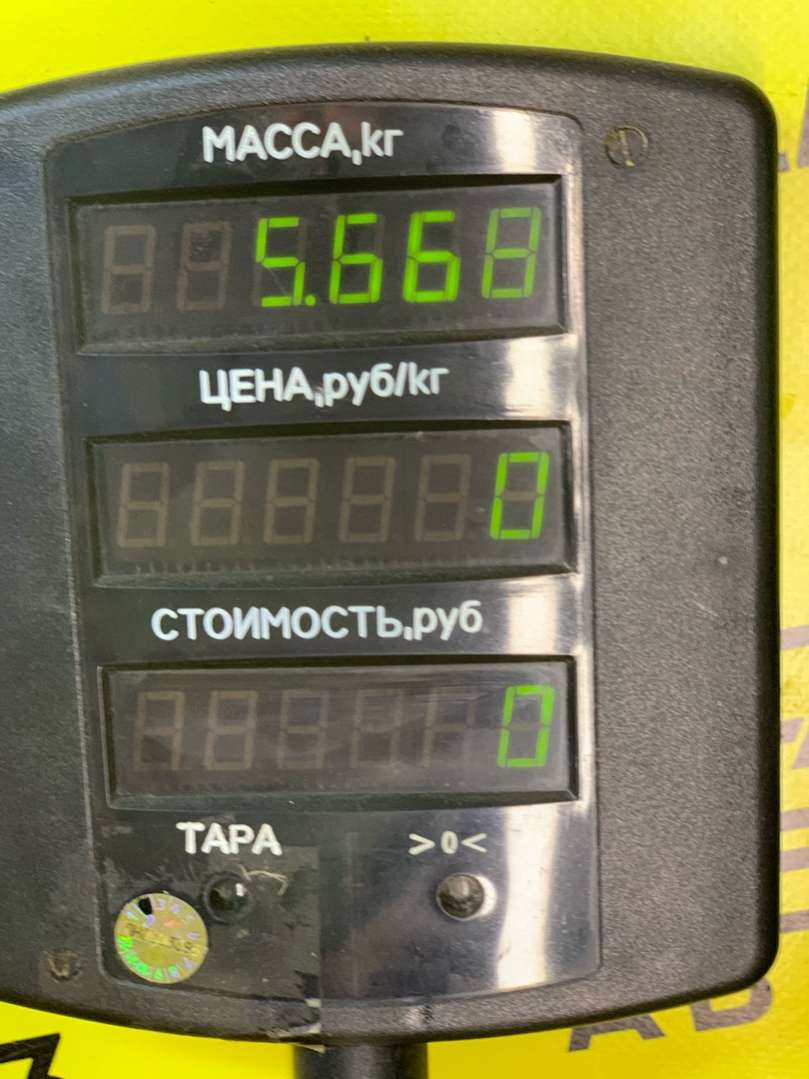 МАССА,кг
5.668
ЦЕНА,руб/кг
0
СТОИМОСТЬ,руб
0
ТАРА >0<